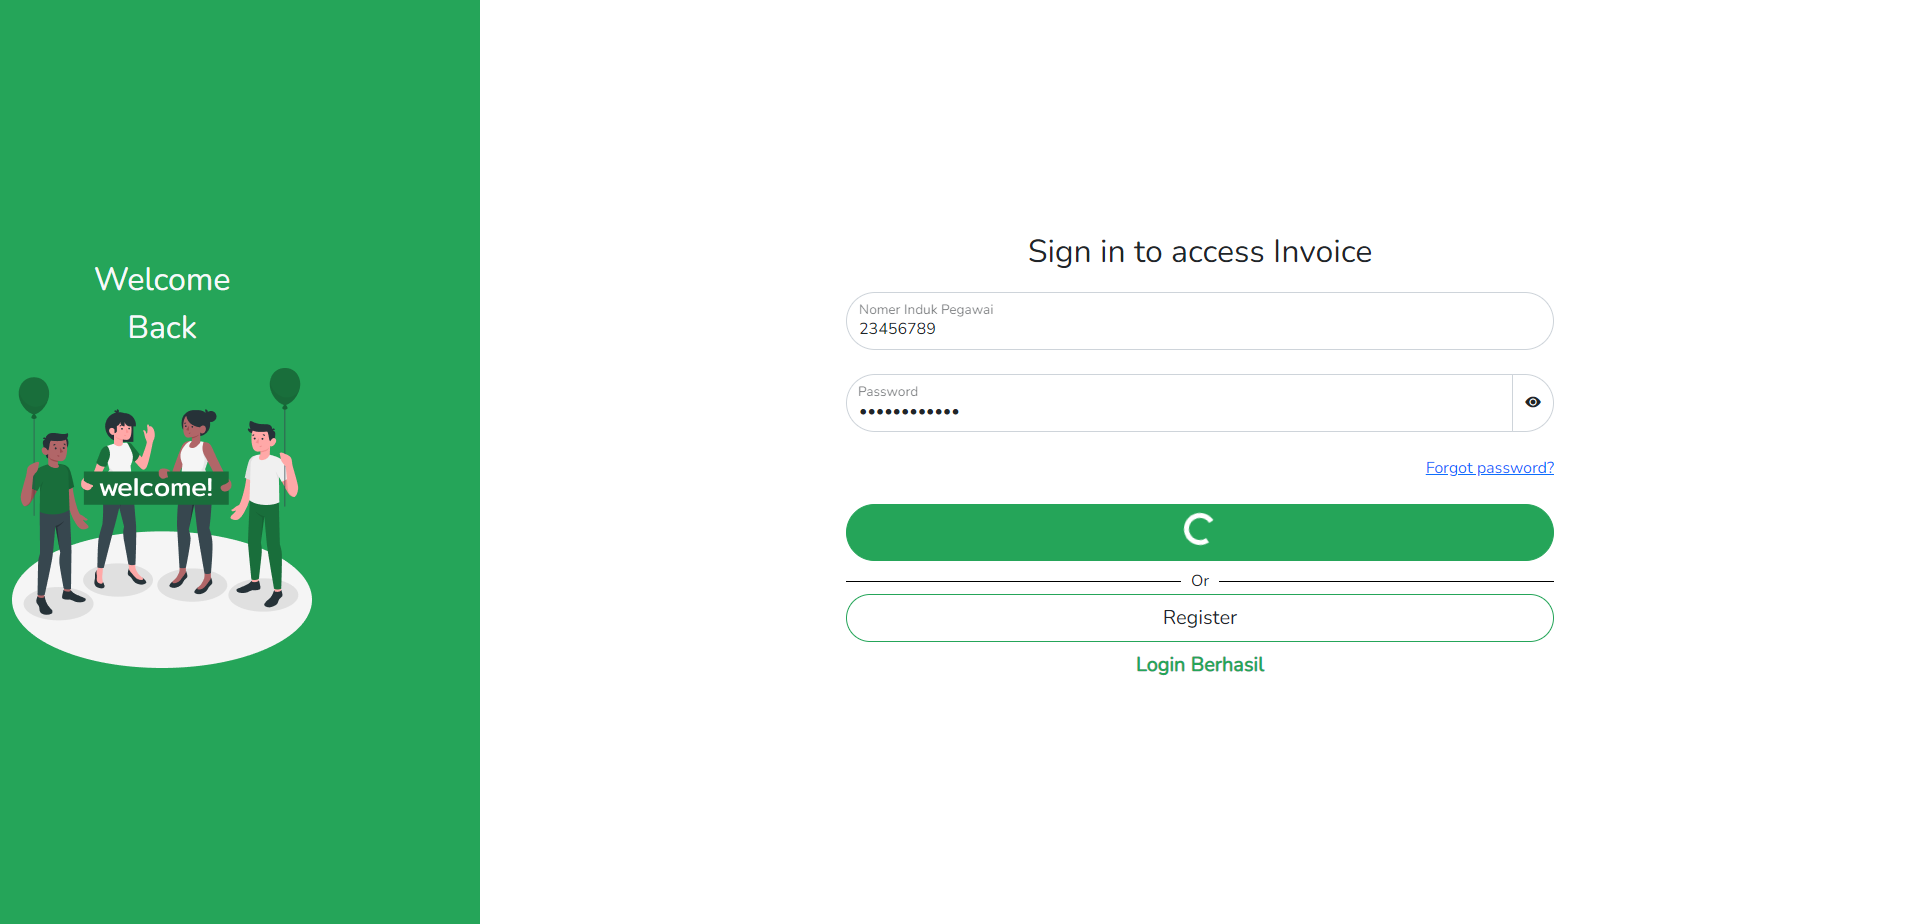 Welcome
Back
welcome!
Sign in to access Invoice
Nomer Induk Pegawai
23456789
Password
••••••••••••
Forgot password?
Or
Register
Login Berhasil